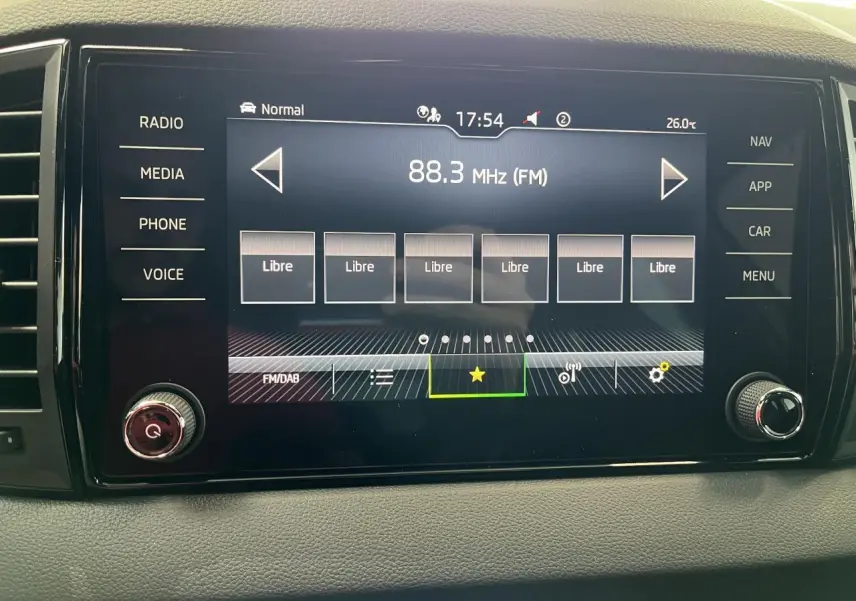 RADIO
MEDIA
PHONE
VOICE
Normal
17:54
2
26.0°C
88.3 MHz (FM)
Libre
Libre
Libre
Libre
Libre
Libre
FM/DAB
NAV
APP
CAR
MENU